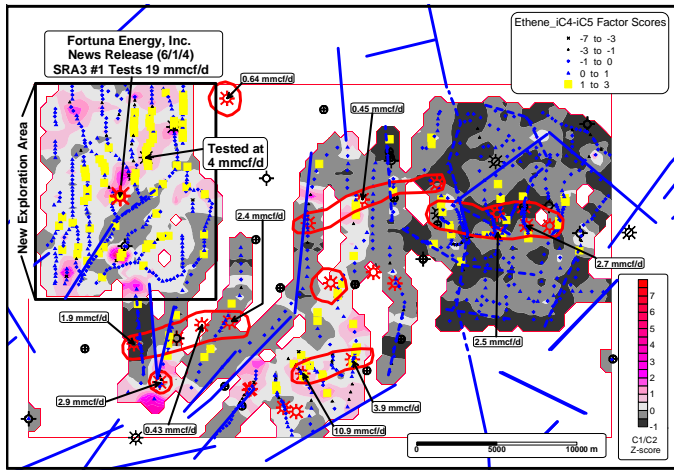 Fortuna Energy, Inc.
News Release (6/1/4)
SRA3 #1 Tests 19 mmcf/d
Ethene_iC4-iC5 Factor Scores
-7 to -3
-3 to -1
-1 to 0
0 to 1
1 to 3
0.64 mmcf/d
0.45 mmcf/d
New Exploration Area
Tested at
4 mmcf/d
2.4 mmcf/d
2.7 mmcf/d
1.9 mmcf/d
2.5 mmcf/d
2.9 mmcf/d
0.43 mmcf/d
10.9 mmcf/d
3.9 mmcf/d
7
6
5
4
3
2
1
0
-1
C1/C2
Z-score
0 5000 10000 m